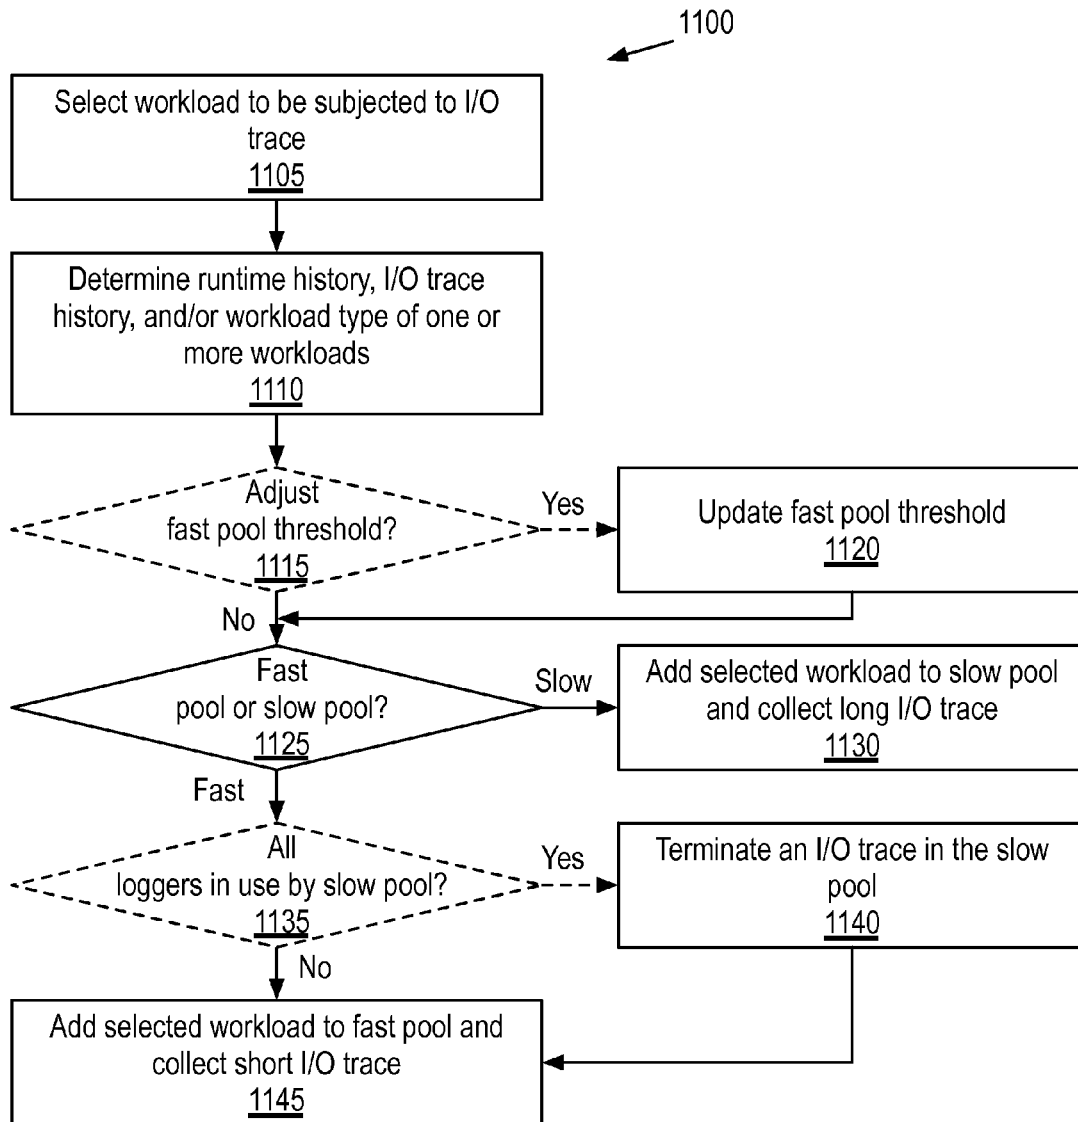 1100
Select workload to be subjected to I/O
trace
1105
Determine runtime history, I/O trace
history, and/or workload type of one or
more workloads
1110
Adjust
fast pool threshold?
1115
Yes
Update fast pool threshold
1120
No
Fast
pool or slow pool?
1125
Slow
Add selected workload to slow pool
and collect long I/O trace
1130
Fast
All
loggers in use by slow pool?
1135
Yes
Terminate an I/O trace in the slow
pool
1140
No
Add selected workload to fast pool and
collect short I/O trace
1145